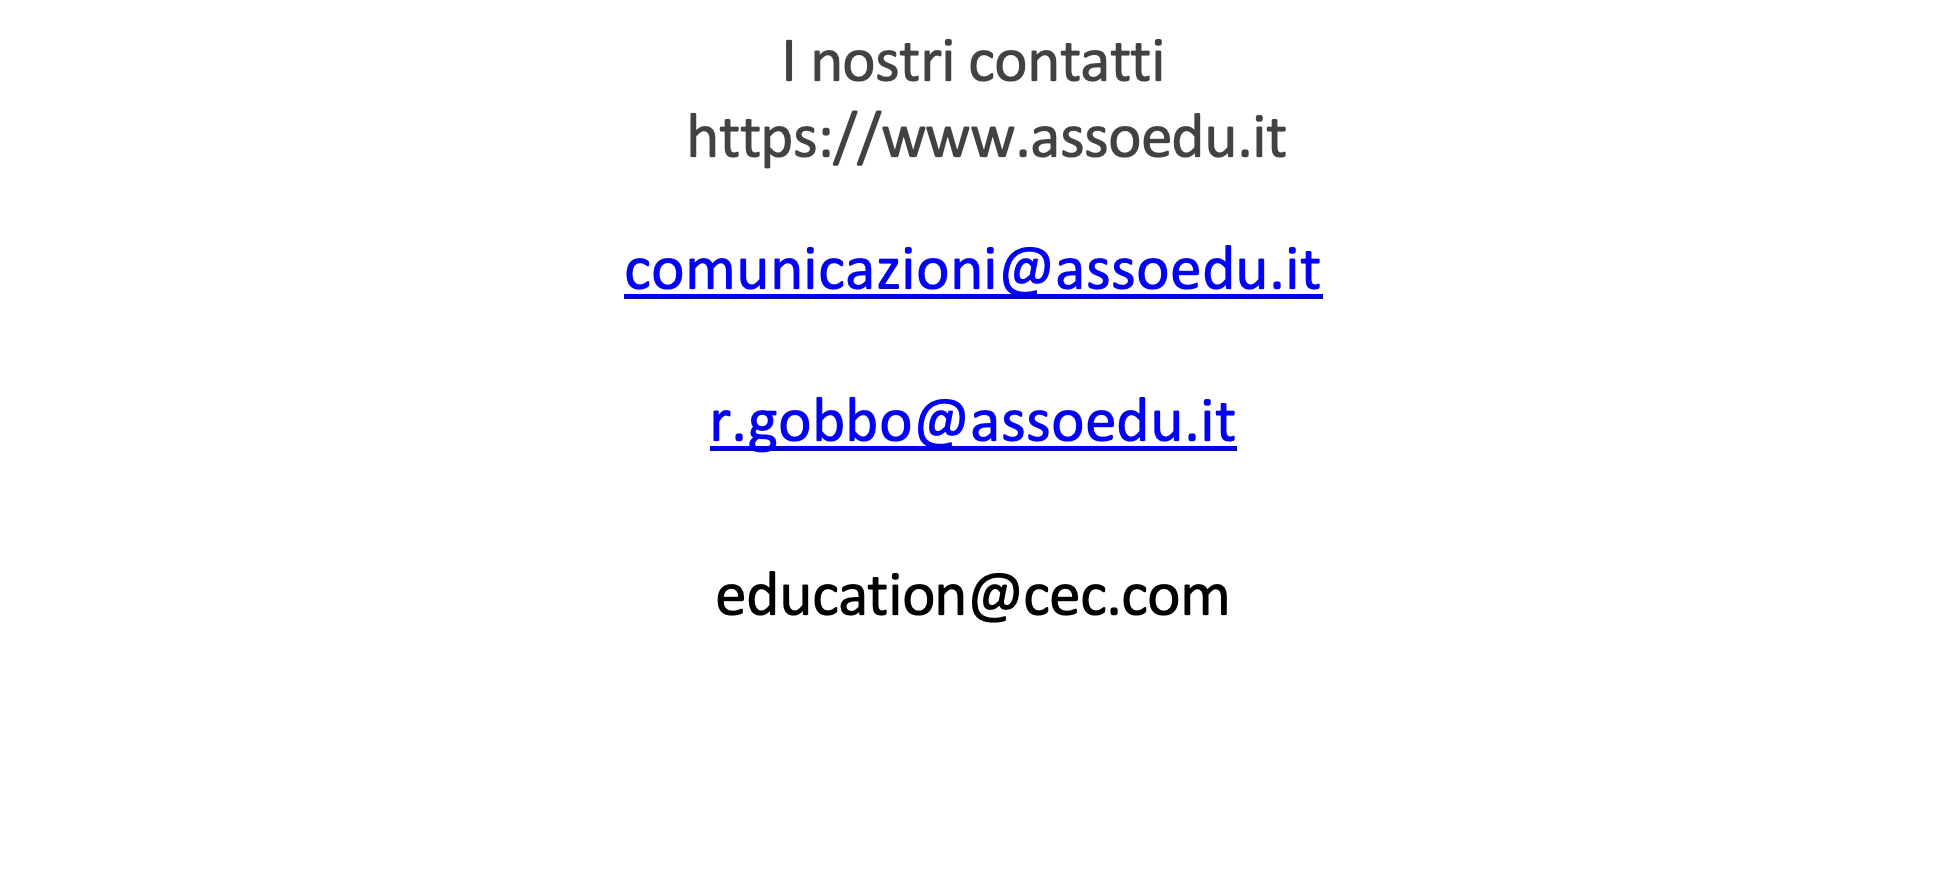 I nostri contatti
https://www.assoedu.it
comunicazioni@assoedu.it
r.gobbo@assoedu.it
education@cec.com